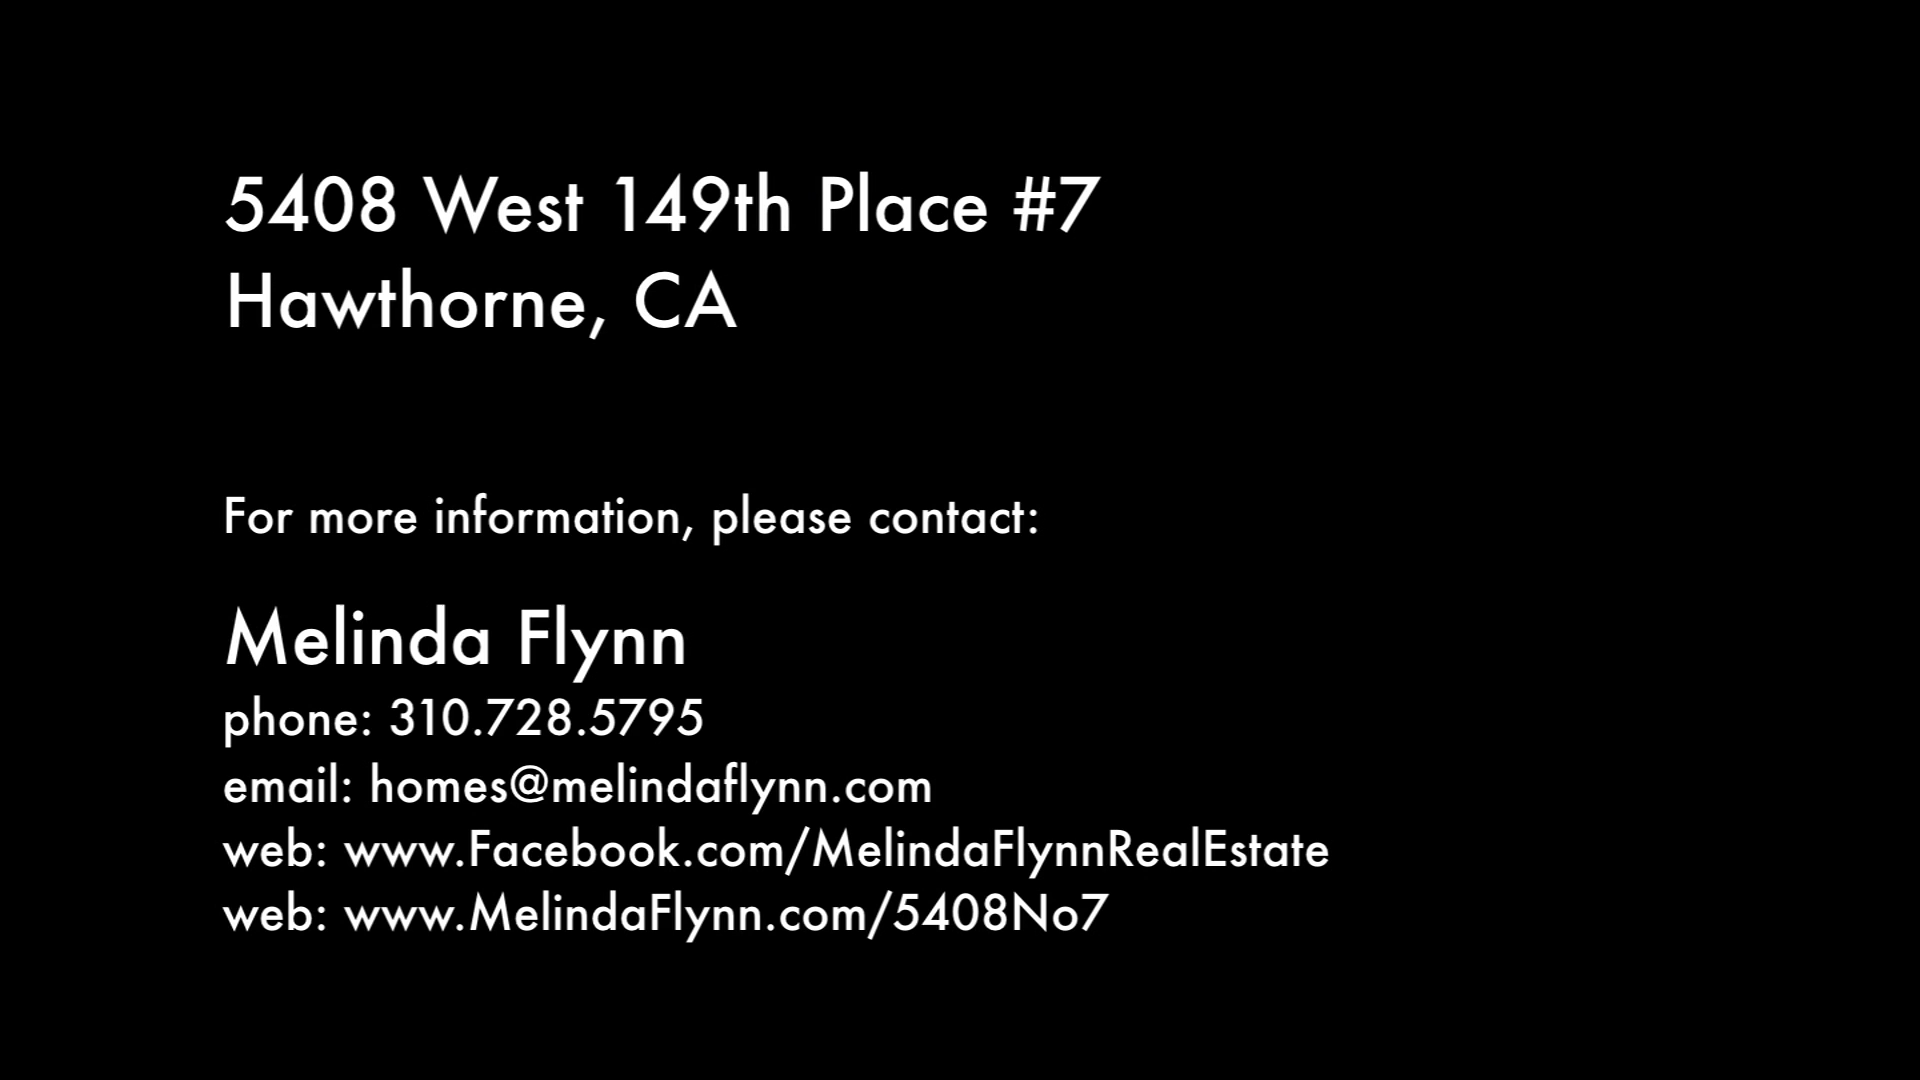 5408 West 149th Place #7
Hawthorne, CA
For more information, please contact:
Melinda Flynn
phone: 310.728.5795
email: homes@melindaflynn.com
web: www.Facebook.com/MelindaFlynnRealEstate
web: www.MelindaFlynn.com/5408No7